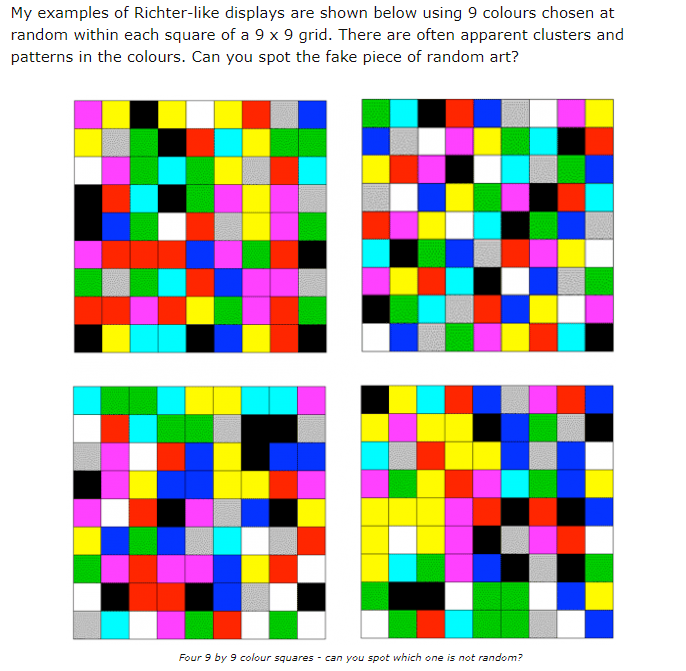 My examples of Richter-like displays are shown below using 9 colours chosen at
random within each square of a 9 x 9 grid. There are often apparent clusters and
patterns in the colours. Can you spot the fake piece of random art?
Four 9 by 9 colour squares - can you spot which one is not random?